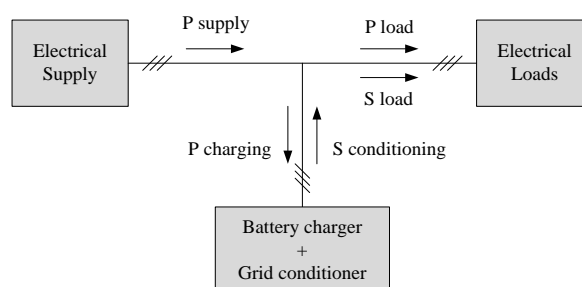 P supply
P load
Electrical
Supply
Electrical
Loads
S load
P charging
S conditioning
Battery charger
+
Grid conditioner